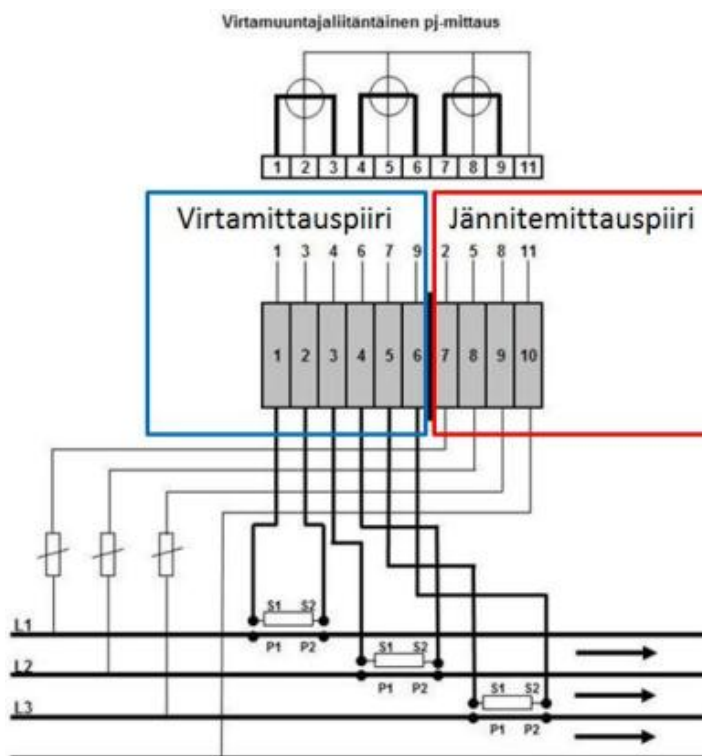 Virtamuuntajaliitäntäinen pj-mittaus
1 2 3 4 5 6 7 8 9 11
Virtamittauspiiri Jännitemittauspiiri
1 3 4 6 7 9 2 5 8 11
1 2 3 4 5 6 7 8 9 10
S1 S2
L1
P1 P2
S1 S2
L2
P1 P2
S1 S2
L3
P1 P2